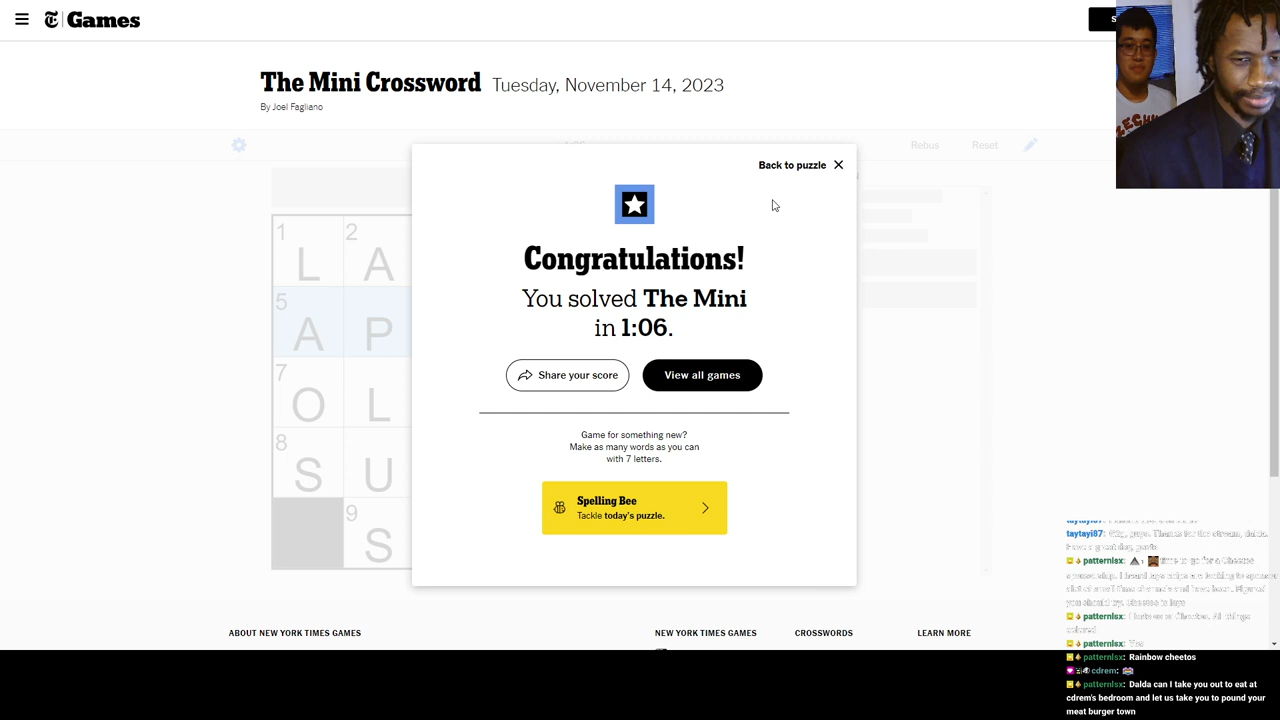 Games
The Mini Crossword Tuesday, November 14, 2023
By Joel Fagliano
Rebus Reset
Back to puzzle
Congratulations!
You solved The Mini
in 1:06.
Share your score
View all games
Game for something new?
Make as many words as you can
with 7 letters.
Spelling Bee
Tackle today's puzzle.
1 2
L A
5
A P
7
O L
8
S U
9
S
ABOUT NEW YORK TIMES GAMES
NEW YORK TIMES GAMES
CROSSWORDS
LEARN MORE
patternlsx: Yes
patternlsx: Rainbow cheetos
cdrem:
patternlsx: Dalda can I take you out to eat at
cdrem's bedroom and let us take you to pound your
meat burger town